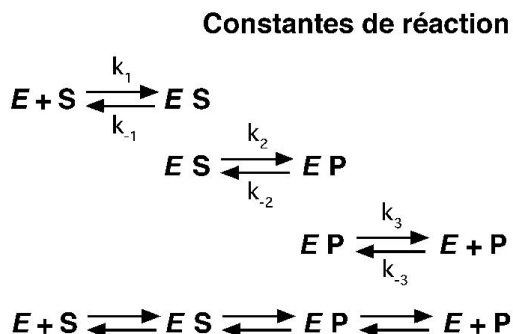 Constantes de réaction
k₁
E + S ⇄ E S
k₋₁
k₂
E S ⇄ E P
k₋₂
k₃
E P ⇄ E + P
k₋₃
E + S ⇄ E S ⇄ E P ⇄ E + P